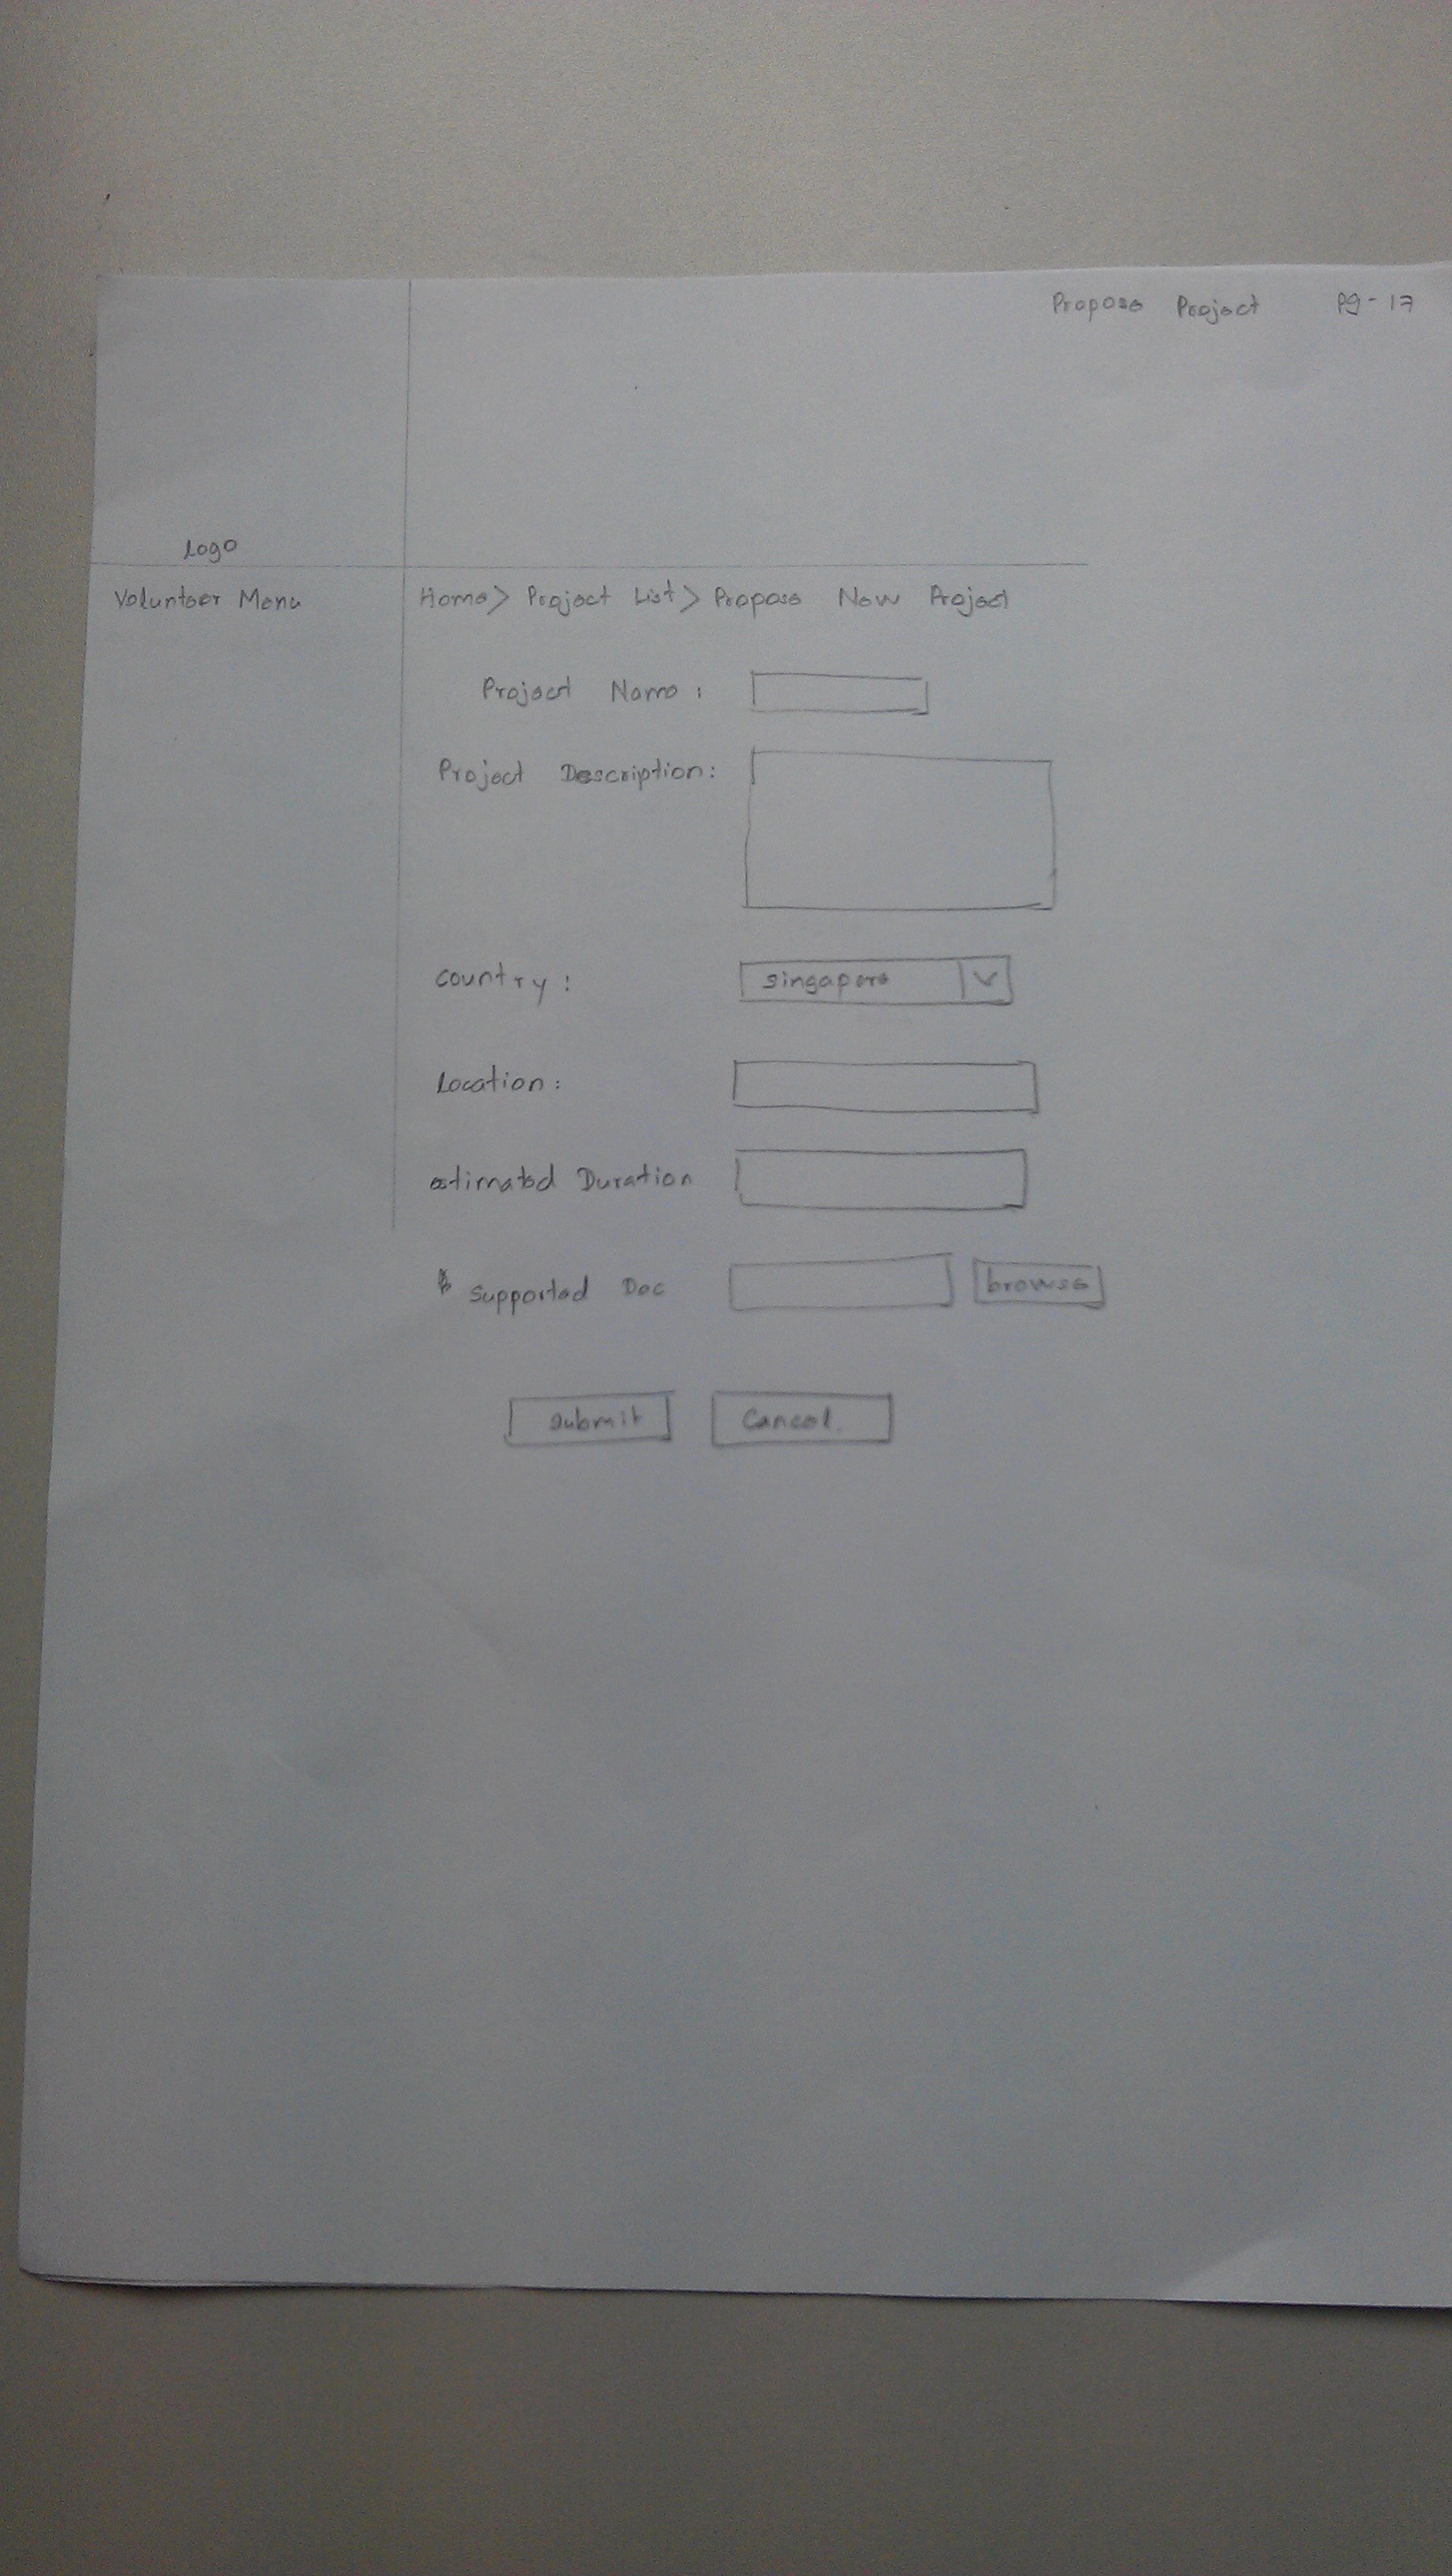 Propose Project Pg-17
Logo
Volunteer Menu
Home > Project List > Propose New Project
Project Name :
Project Description:
Country :
Singapore
Location :
estimated Duration
Supported Doc
browse
Submit
Cancel.